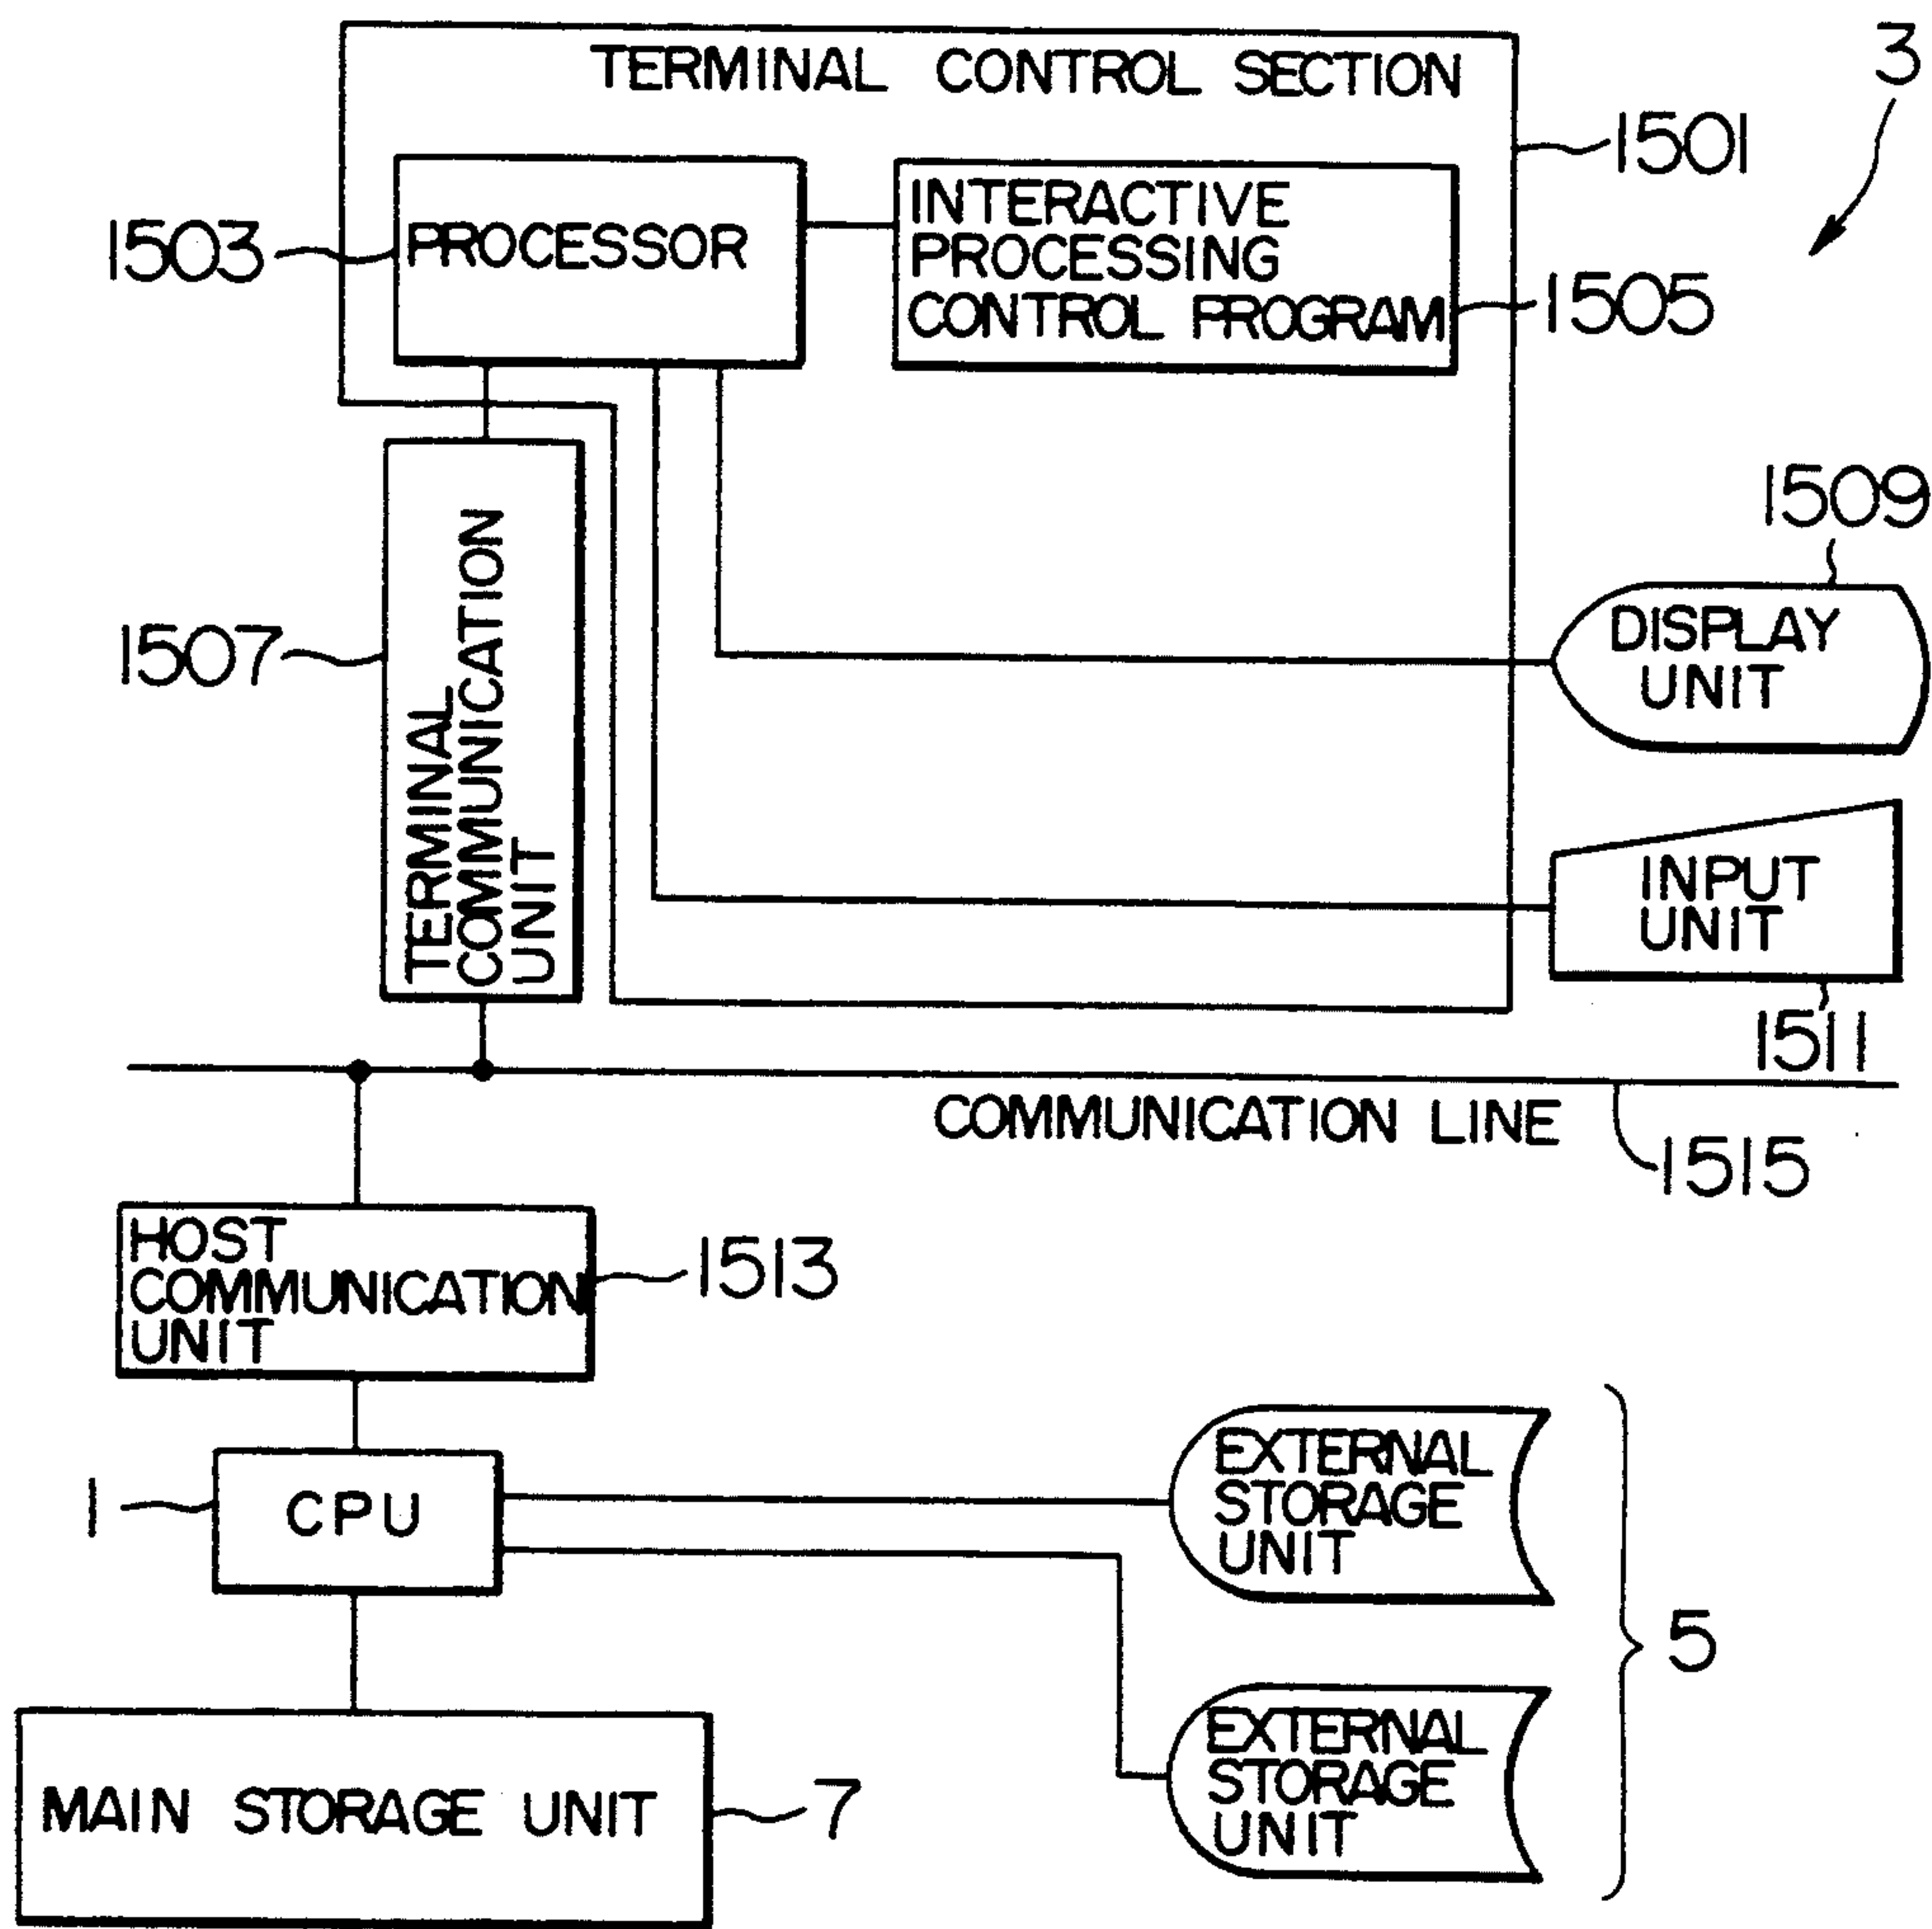 TERMINAL CONTROL SECTION
3
1501
PROCESSOR
INTERACTIVE
PROCESSING
CONTROL PROGRAM
1503
1505
1509
DISPLAY
UNIT
1507
TERMINAL
COMMUNICATION
UNIT
INPUT
UNIT
1511
COMMUNICATION LINE
1515
HOST
COMMUNICATION
UNIT
1513
EXTERNAL
STORAGE
UNIT
1
CPU
5
EXTERNAL
STORAGE
UNIT
MAIN STORAGE UNIT
7